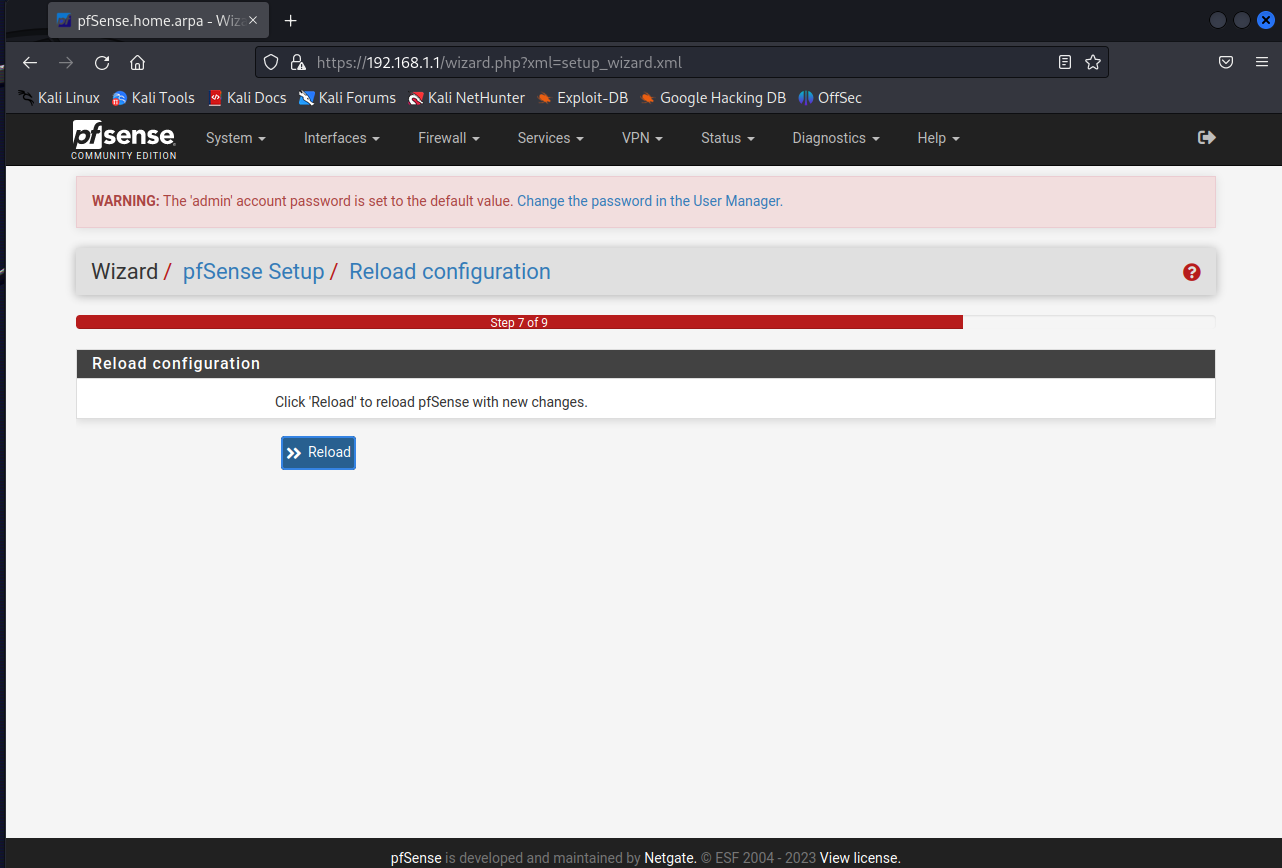 pfSense.home.arpa - Wiz
https://192.168.1.1/wizard.php?xml=setup_wizard.xml
Kali Linux Kali Tools Kali Docs Kali Forums Kali NetHunter Exploit-DB Google Hacking DB OffSec
pfsense
COMMUNITY EDITION
System Interfaces Firewall Services VPN Status Diagnostics Help
WARNING: The 'admin' account password is set to the default value. Change the password in the User Manager.
Wizard / pfSense Setup / Reload configuration
Step 7 of 9
Reload configuration
Click 'Reload' to reload pfSense with new changes.
Reload
pfSense is developed and maintained by Netgate. © ESF 2004 - 2023 View license.